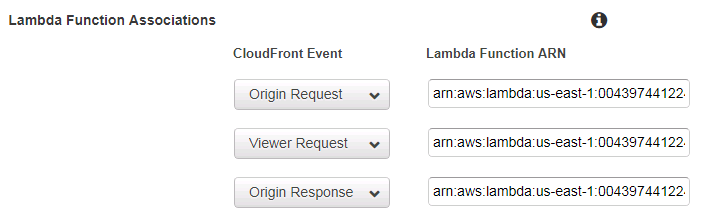 Lambda Function Associations
CloudFront Event Lambda Function ARN
Origin Request arn:aws:lambda:us-east-1:00439744122
Viewer Request arn:aws:lambda:us-east-1:00439744122
Origin Response arn:aws:lambda:us-east-1:00439744122